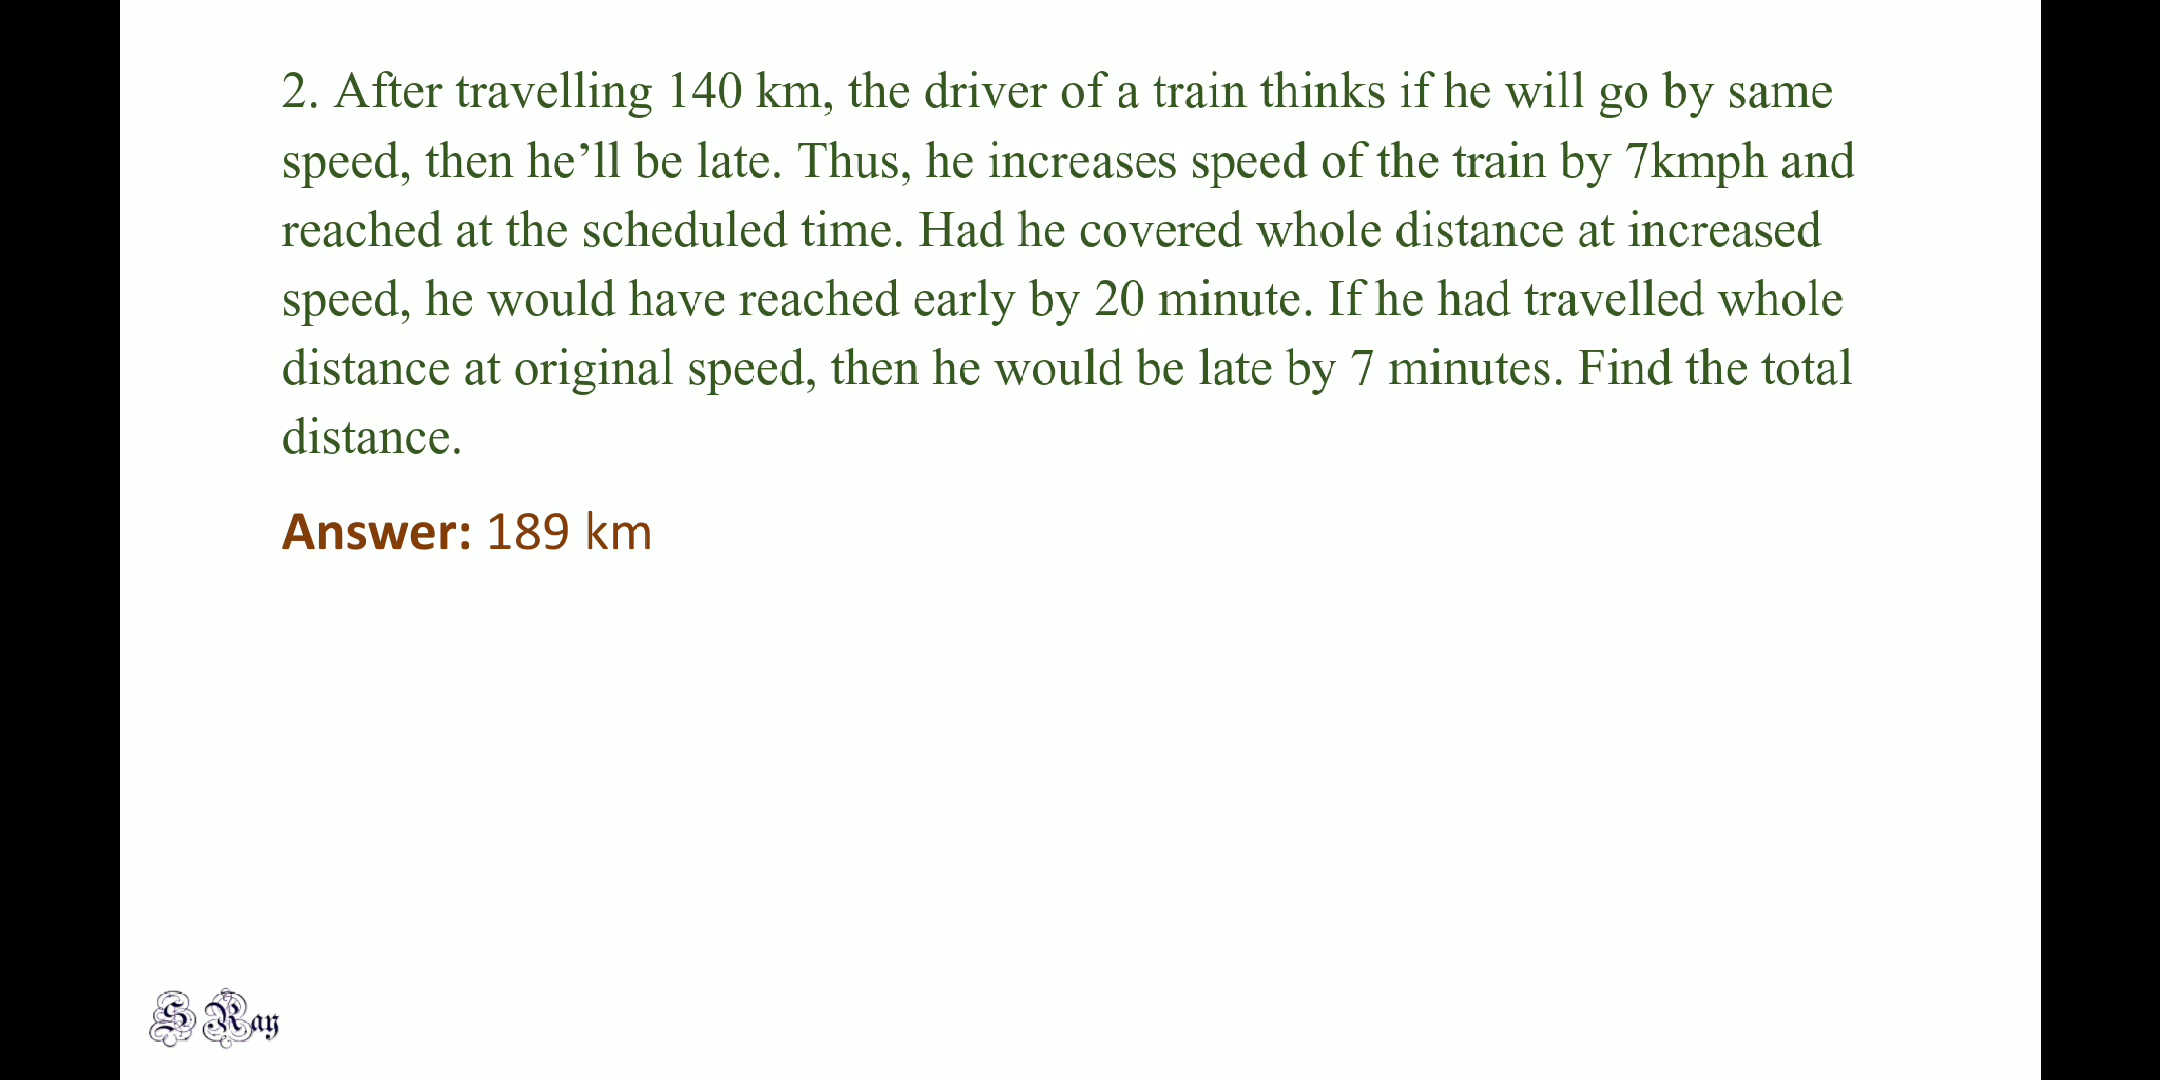 2. After travelling 140 km, the driver of a train thinks if he will go by same
speed, then he’ll be late. Thus, he increases speed of the train by 7kmph and
reached at the scheduled time. Had he covered whole distance at increased
speed, he would have reached early by 20 minute. If he had travelled whole
distance at original speed, then he would be late by 7 minutes. Find the total
distance.
Answer: 189 km
S Ray